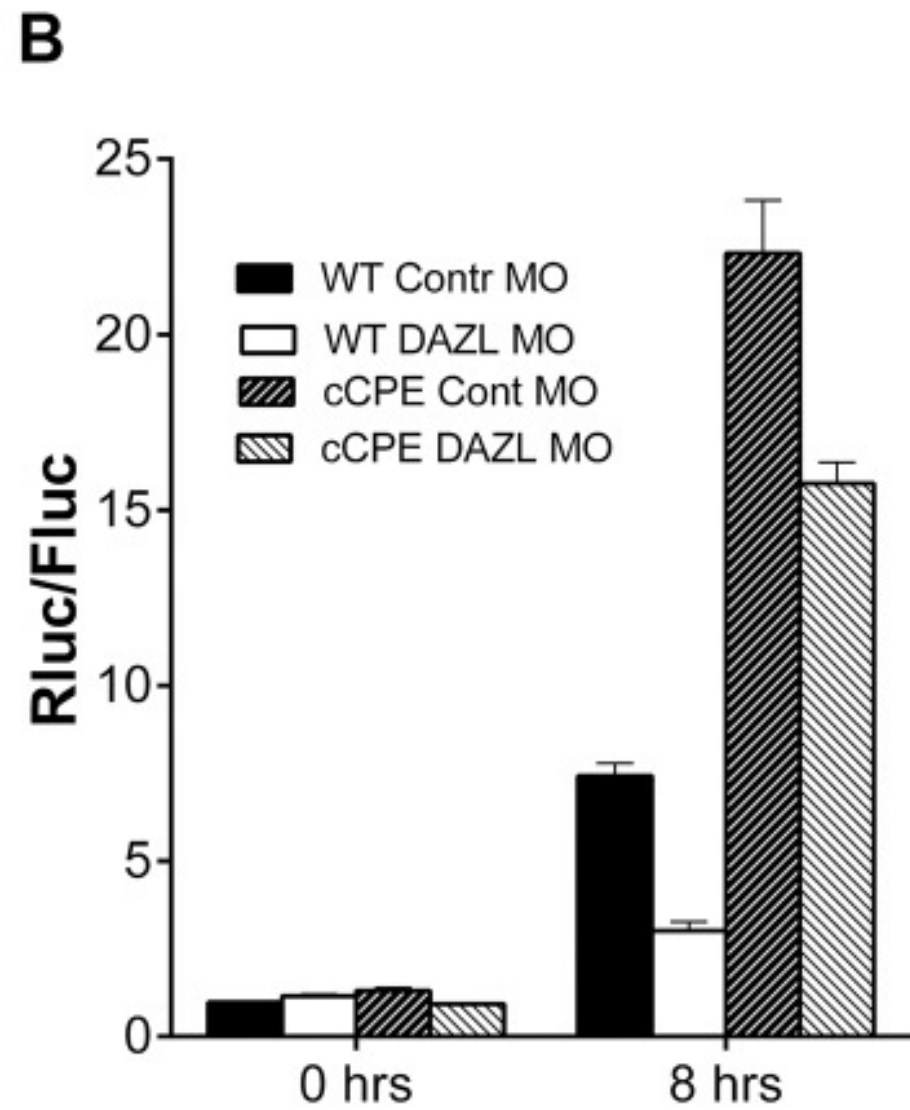 B
25
20
15
10
5
0
Rluc/Fluc
WT Contr MO
WT DAZL MO
cCPE Cont MO
cCPE DAZL MO
0 hrs
8 hrs